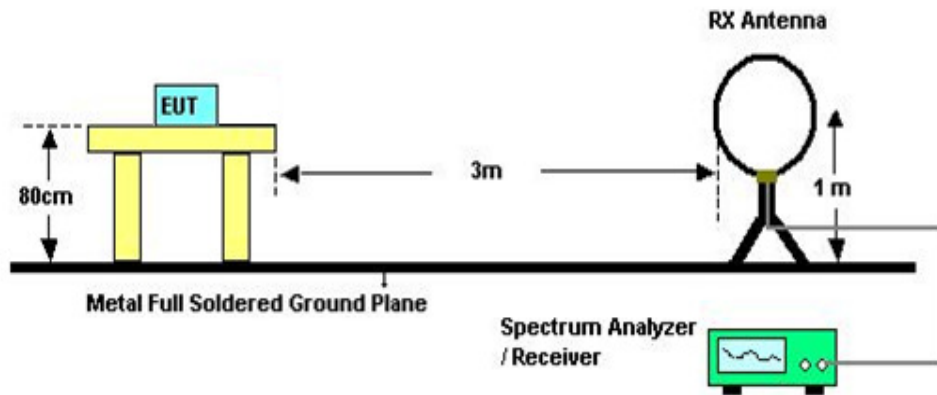 RX Antenna
EUT
3m
80cm
1 m
Metal Full Soldered Ground Plane
Spectrum Analyzer
/ Receiver